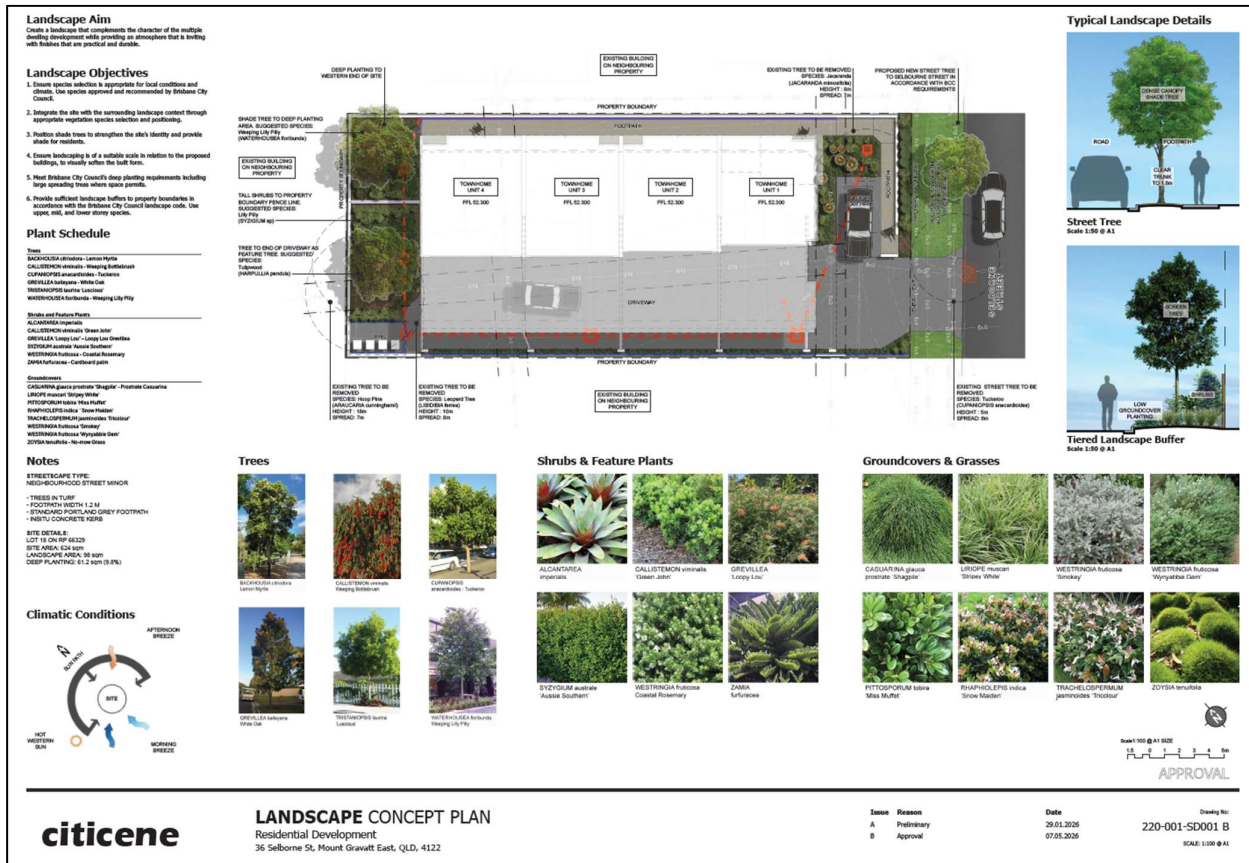 Landscape Aim
Create a landscape that complements the character of the multiple
dwelling development while providing an atmosphere that is inviting
with finishes that are practical and durable.
Landscape Objectives
1. Ensure species selection is appropriate for local conditions and
climate. Use species approved and recommended by Brisbane City
Council.
2. Integrate the site with the surrounding landscape context through
appropriate vegetation species selection and positioning.
3. Position shade trees to strengthen the site's identity and provide
shade for residents.
4. Ensure landscaping is of a suitable scale in relation to the proposed
buildings, to visually soften the built form.
5. Meet Brisbane City Council's deep planting requirements including
large spreading trees where space permits.
6. Provide sufficient landscape buffers to property boundaries in
accordance with the Brisbane City Council landscape code. Use
upper, mid, and lower storey species.
Plant Schedule
Trees
BACKHOUSIA citriodora - Lemon Myrtle
CALLISTEMON viminalis - Weeping Bottlebrush
CUPANIOPSIS anacardioides - Tuckeroo
GREVILLEA baileyana - White Oak
TRISTANIOPSIS laurina 'Luscious'
WATERHOUSEA floribunda - Weeping Lilly Pilly
Shrubs and Feature Plants
ALCANTAREA imperialis
CALLISTEMON viminalis 'Green John'
GREVILLEA 'Loopy Lou' - Loopy Lou Grevillea
SYZYGIUM australe 'Aussie Southern'
WESTRINGIA fruticosa - Coastal Rosemary
ZAMIA furfuracea - Cardboard palm
Groundcovers
CASUARINA glauca prostrate 'Shagpile' - Prostrate Casuarina
LIRIOPE muscari 'Stripey White'
PITTOSPORUM tobira 'Miss Muffet'
RHAPHIOLEPIS indica 'Snow Maiden'
TRACHELOSPERMUM jasminoides 'Tricolour'
WESTRINGIA fruticosa 'Smokey'
WESTRINGIA fruticosa 'Wynyabbie Gem'
ZOYSIA tenuifolia - No-mow Grass
DEEP PLANTING TO
WESTERN END OF SITE
EXISTING BUILDING
ON NEIGHBOURING
PROPERTY
EXISTING TREE TO BE REMOVED
SPECIES: Jacaranda
(JACARANDA mimosifolia)
HEIGHT : 8m
SPREAD: 7m
PROPOSED NEW STREET TREE
TO SELBOURNE STREET IN
ACCORDANCE WITH BCC
REQUIREMENTS
PROPERTY BOUNDARY
SHADE TREE TO DEEP PLANTING
AREA. SUGGESTED SPECIES:
Weeping Lilly Pilly
(WATERHOUSEA floribunda)
EXISTING BUILDING
ON NEIGHBOURING
PROPERTY
TALL SHRUBS TO PROPERTY
BOUNDARY FENCE LINE.
SUGGESTED SPECIES:
Lilly Pilly
(SYZIGIUM sp)
TREE TO END OF DRIVEWAY AS
FEATURE TREE. SUGGESTED
SPECIES:
Tulipwood
(HARPULLIA pendula)
PROPERTY BOUNDARY
FOOTPATH
TOWNHOME
UNIT 4
FFL 52.300
TOWNHOME
UNIT 3
FFL 52.300
TOWNHOME
UNIT 2
FFL 52.300
TOWNHOME
UNIT 1
FFL 52.300
FOOTPATH
DRIVEWAY
SELBORNE
STREET
PROPERTY BOUNDARY
EXISTING TREE TO BE
REMOVED
SPECIES: Hoop Pine
(ARAUCARIA cunninghamii)
HEIGHT : 18m
SPREAD: 7m
EXISTING TREE TO BE
REMOVED
SPECIES: Leopard Tree
(LIBIDIBIA ferrea)
HEIGHT : 10m
SPREAD: 8m
EXISTING BUILDING
ON NEIGHBOURING
PROPERTY
EXISTING STREET TREE TO BE
REMOVED
SPECIES: Tuckeroo
(CUPANIOPSIS anacardioides)
HEIGHT : 5m
SPREAD: 6m
Typical Landscape Details
DENSE CANOPY
SHADE TREE
ROAD
FOOTPATH
CLEAR
TRUNK
TO 1.8m
Street Tree
Scale 1:50 @ A1
SCREEN
TREES
SHRUBS
LOW
GROUNDCOVER
PLANTING
Tiered Landscape Buffer
Scale 1:50 @ A1
Notes
STREETSCAPE TYPE:
NEIGHBOURHOOD STREET MINOR
- TREES IN TURF
- FOOTPATH WIDTH 1.2 M
- STANDARD PORTLAND GREY FOOTPATH
- INSITU CONCRETE KERB
SITE DETAILS:
LOT 18 ON RP 66329
SITE AREA: 624 sqm
LANDSCAPE AREA: 98 sqm
DEEP PLANTING: 61.2 sqm (9.8%)
Climatic Conditions
AFTERNOON
BREEZE
N
SUN PATH
SITE
HOT
WESTERN
SUN
MORNING
BREEZE
Trees
BACKHOUSIA citriodora
Lemon Myrtle
CALLISTEMON viminalis
Weeping Bottlebrush
CUPANIOPSIS
anacardioides - Tuckeroo
GREVILLEA baileyana
White Oak
TRISTANIOPSIS laurina
'Luscious'
WATERHOUSEA floribunda
Weeping Lilly Pilly
Shrubs & Feature Plants
ALCANTAREA
imperialis
CALLISTEMON viminalis
'Green John'
GREVILLEA
'Loopy Lou'
SYZYGIUM australe
'Aussie Southern'
WESTRINGIA fruticosa
Coastal Rosemary
ZAMIA
furfuracea
Groundcovers & Grasses
CASUARINA glauca
prostrate 'Shagpile'
LIRIOPE muscari
'Stripey White'
WESTRINGIA fruticosa
'Smokey'
WESTRINGIA fruticosa
'Wynyabbie Gem'
PITTOSPORUM tobira
'Miss Muffet'
RHAPHIOLEPIS indica
'Snow Maiden'
TRACHELOSPERMUM
jasminoides 'Tricolour'
ZOYSIA tenuifolia
Scale1:100 @ A1 SIZE
1.5 0 1 2 3 4 5m
APPROVAL
citicene
LANDSCAPE CONCEPT PLAN
Residential Development
36 Selborne St, Mount Gravatt East, QLD, 4122
Issue Reason Date
A Preliminary 29.01.2026
B Approval 07.05.2026
Drawing No:
220-001-SD001 B
SCALE: 1:100 @ A1